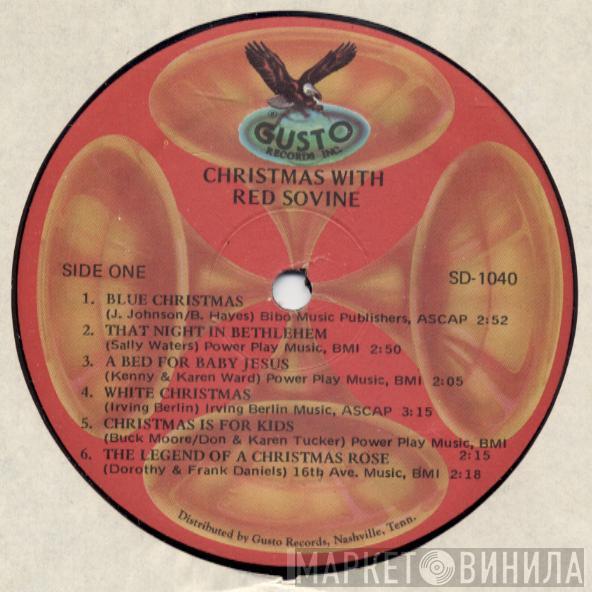 ®
GUSTO
RECORDS INC.
CHRISTMAS WITH
RED SOVINE
SIDE ONE
SD-1040
1. BLUE CHRISTMAS
(J. Johnson/B. Hayes) Bibo Music Publishers, ASCAP 2:52
2. THAT NIGHT IN BETHLEHEM
(Sally Waters) Power Play Music, BMI 2:50
3. A BED FOR BABY JESUS
(Kenny & Karen Ward) Power Play Music, BMI 2:05
4. WHITE CHRISTMAS
(Irving Berlin) Irving Berlin Music, ASCAP 3:15
5. CHRISTMAS IS FOR KIDS
(Buck Moore/Don & Karen Tucker) Power Play Music, BMI
2:15
6. THE LEGEND OF A CHRISTMAS ROSE
(Dorothy & Frank Daniels) 16th Ave. Music, BMI 2:18
Distributed by Gusto Records, Nashville, Tenn.
МАРКЕТ ВИНИЛА